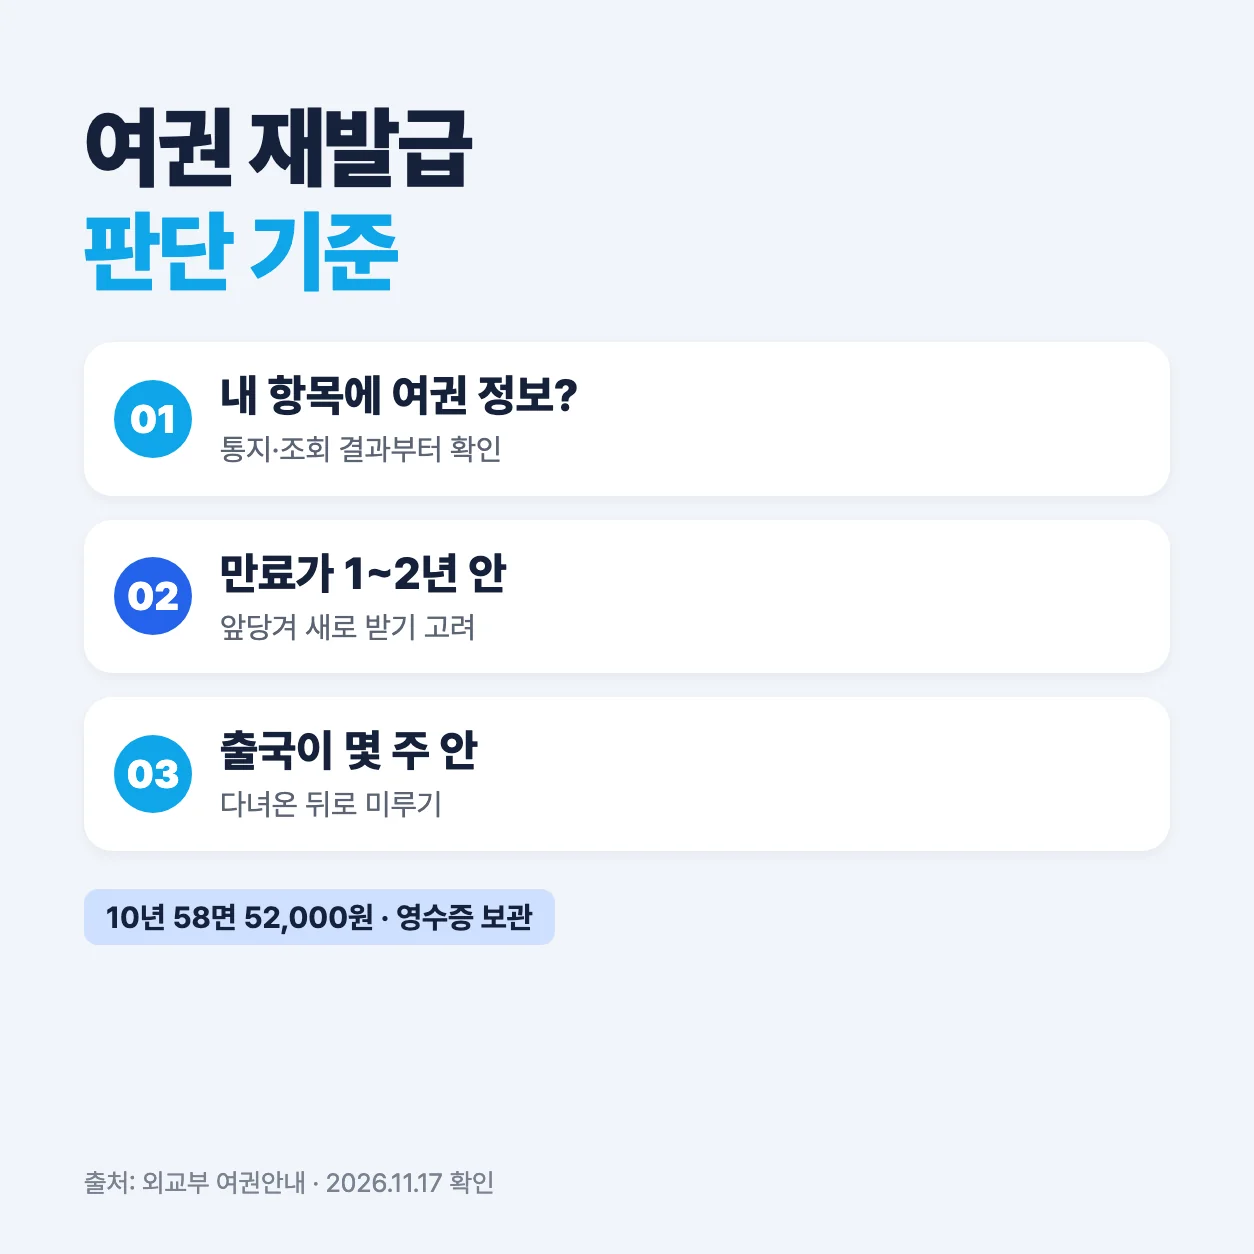 여권 재발급
판단 기준
01
내 항목에 여권 정보?
통지·조회 결과부터 확인
02
만료가 1~2년 안
앞당겨 새로 받기 고려
03
출국이 몇 주 안
다녀온 뒤로 미루기
10년 58면 52,000원 · 영수증 보관
출처: 외교부 여권안내 · 2026.11.17 확인